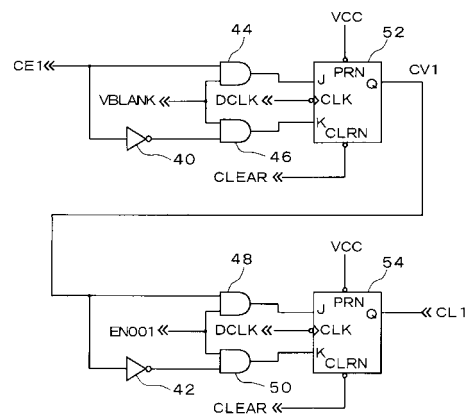 44
VCC
52
CE1
PRN
J
Q
CV1
VBLANK
DCLK
CLK
K
CLRN
40
46
CLEAR
48
VCC
54
PRN
J
Q
CL1
EN001
DCLK
CLK
K
CLRN
42
50
CLEAR